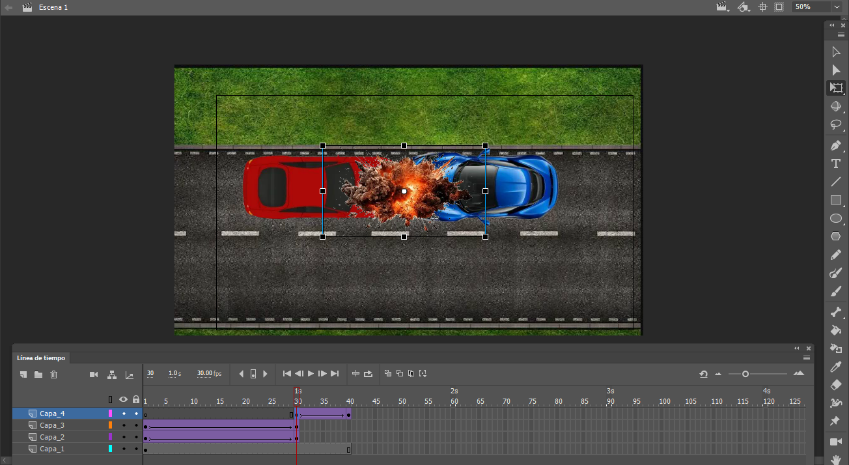 Escena 1
50%
Línea de tiempo
30 1.0s 30.00 fps
1s 2s 3s 4s
1 5 10 15 20 25 30 35 40 45 50 55 60 65 70 75 80 85 90 95 100 105 110 115 120 125
Capa_4
Capa_3
Capa_2
Capa_1